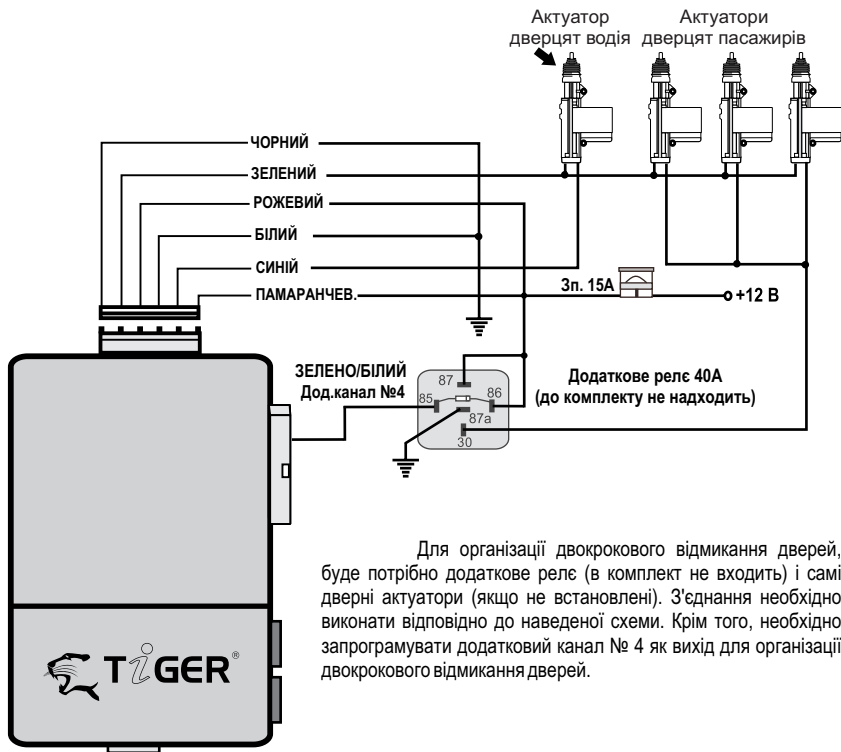 Актуатор
дверцят водія
Актуатори
дверцят пасажирів
ЧОРНИЙ
ЗЕЛЕНИЙ
РОЖЕВИЙ
БІЛИЙ
СИНІЙ
ПАМАРАНЧЕВ.
Зп. 15А
+12 В
ЗЕЛЕНО/БІЛИЙ
Дод.канал №4
87
85
86
87a
30
Додаткове релє 40А
(до комплекту не надходить)
Для організації двокрокового відмикання дверей,
буде потрібно додаткове релє (в комплект не входить) і самі
дверні актуатори (якщо не встановлені). З'єднання необхідно
виконати відповідно до наведеної схеми. Крім того, необхідно
запрограмувати додатковий канал № 4 як вихід для організації
двокрокового відмикання дверей.
TiGER®